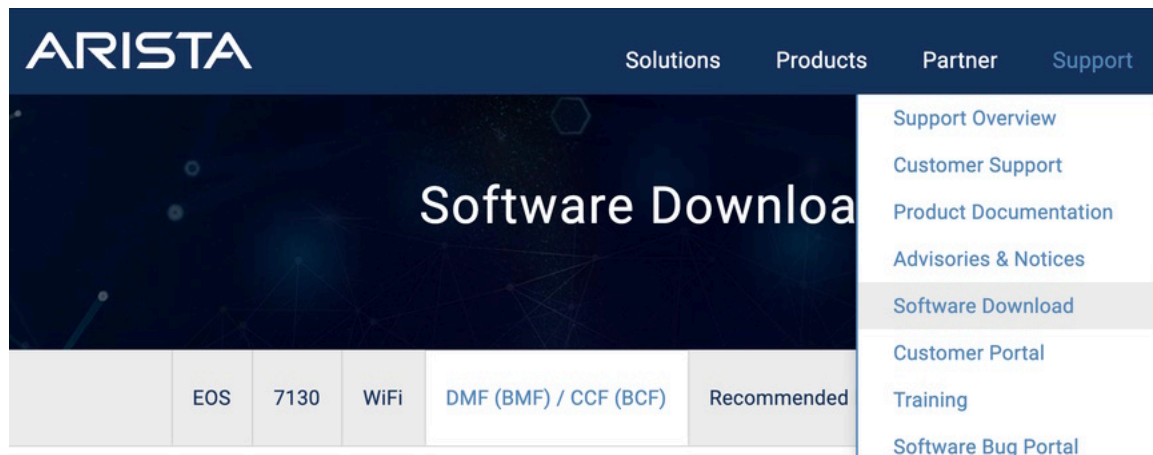 ARISTA
Solutions Products Partner Support
Software Downloa
Support Overview
Customer Support
Product Documentation
Advisories & Notices
Software Download
Customer Portal
Training
Software Bug Portal
EOS 7130 WiFi DMF (BMF) / CCF (BCF) Recommended